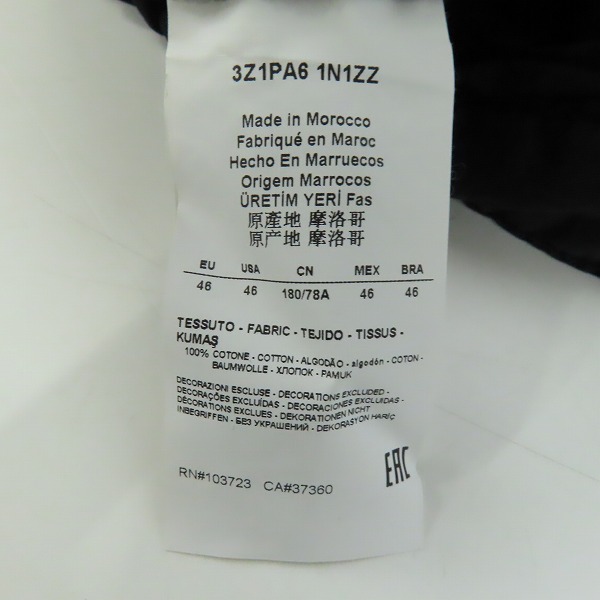 3Z1PA6 1N1ZZ
Made in Morocco
Fabriqué en Maroc
Hecho En Marruecos
Origem Marrocos
ÜRETİM YERİ Fas
原產地 摩洛哥
原产地 摩洛哥
EU USA CN MEX BRA
46 46 180/78A 46 46
TESSUTO - FABRIC - TEJIDO - TISSUS -
KUMAŞ
100% COTONE - COTTON - ALGODÃO - algodón - COTON -
BAUMWOLLE - ХЛОПОК - PAMUK
DECORAZIONI ESCLUSE - DECORATIONS EXCLUDED -
DECORAÇÕES EXCLUÍDAS - DECORACIONES EXCLUIDAS -
DÉCORATIONS EXCLUES - DEKORATIONEN NICHT
INBEGRIFFEN - БЕЗ УКРАШЕНИЙ - DEKORASYON HARİÇ
RN#103723 CA#37360
EAC